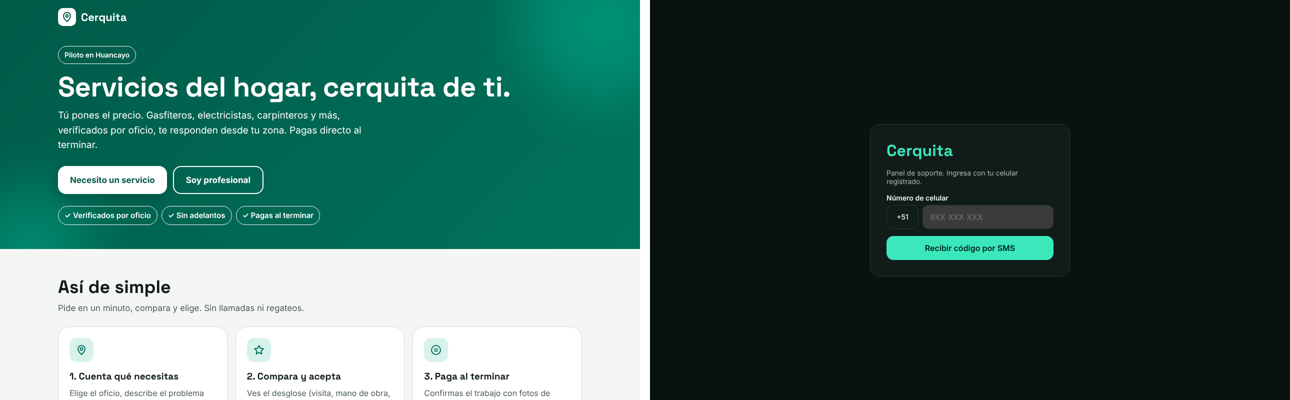 Cerquita
Piloto en Huancayo
Servicios del hogar, cerquita de ti.
Tú pones el precio. Gasfiteros, electricistas, carpinteros y más,
verificados por oficio, te responden desde tu zona. Pagas directo al
terminar.
Necesito un servicio
Soy profesional
✓ Verificados por oficio
✓ Sin adelantos
✓ Pagas al terminar
Así de simple
Pide en un minuto, compara y elige. Sin llamadas ni regateos.
1. Cuenta qué necesitas
Elige el oficio, describe el problema
2. Compara y acepta
Ves el desglose (visita, mano de obra,
3. Paga al terminar
Confirmas el trabajo con fotos de
Cerquita
Panel de soporte. Ingresa con tu celular
registrado.
Número de celular
+51
9XX XXX XXX
Recibir código por SMS